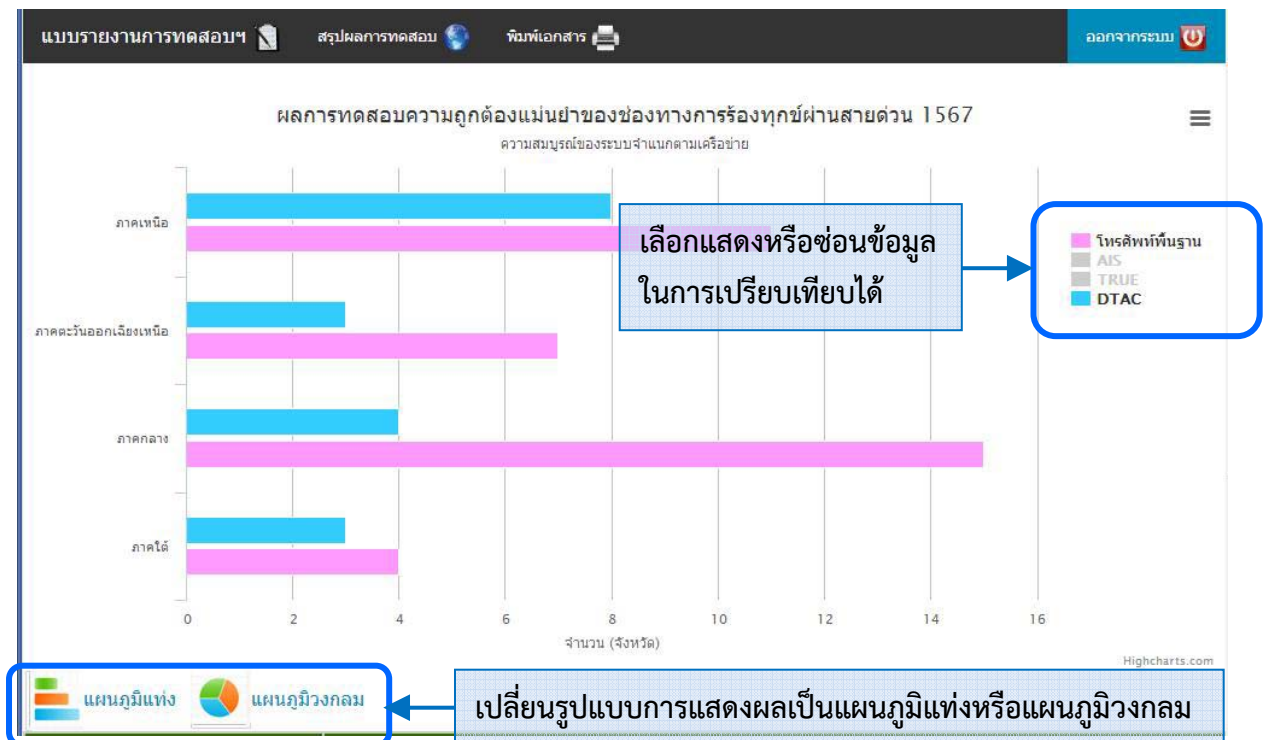 แบบรายงานการทดสอบฯ สรุปผลการทดสอบ พิมพ์เอกสาร ออกจากระบบ
ผลการทดสอบความถูกต้องแม่นยำของช่องทางการร้องทุกข์ผ่านสายด่วน 1567
ความสมบูรณ์ของระบบจำแนกตามเครือข่าย
ภาคเหนือ
ภาคตะวันออกเฉียงเหนือ
ภาคกลาง
ภาคใต้
เลือกแสดงหรือซ่อนข้อมูล
ในการเปรียบเทียบได้
โทรศัพท์พื้นฐาน
AIS
TRUE
DTAC
0 2 4 6 8 10 12 14 16
จำนวน (จังหวัด)
Highcharts.com
แผนภูมิแท่ง แผนภูมิวงกลม
เปลี่ยนรูปแบบการแสดงผลเป็นแผนภูมิแท่งหรือแผนภูมิวงกลม